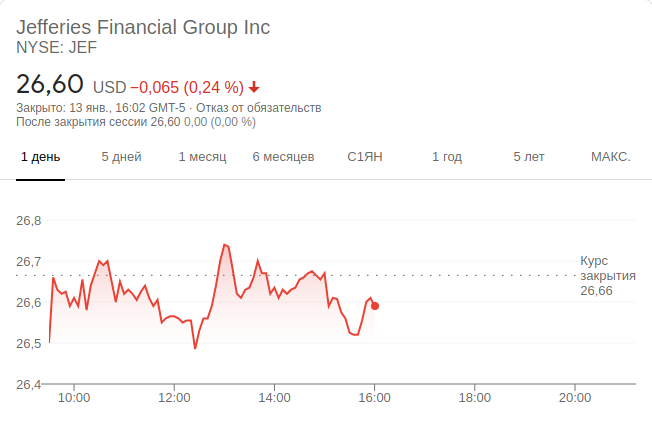 Jefferies Financial Group Inc
NYSE: JEF
26,60 USD −0,065 (0,24 %)
Закрыто: 13 янв., 16:02 GMT-5 · Отказ от обязательств
После закрытия сессии 26,60 0,00 (0,00 %)
1 день 5 дней 1 месяц 6 месяцев С1ЯН 1 год 5 лет МАКС.
26,8
26,7
26,6
26,5
26,4
Курс
закрытия
26,66
10:00 12:00 14:00 16:00 18:00 20:00